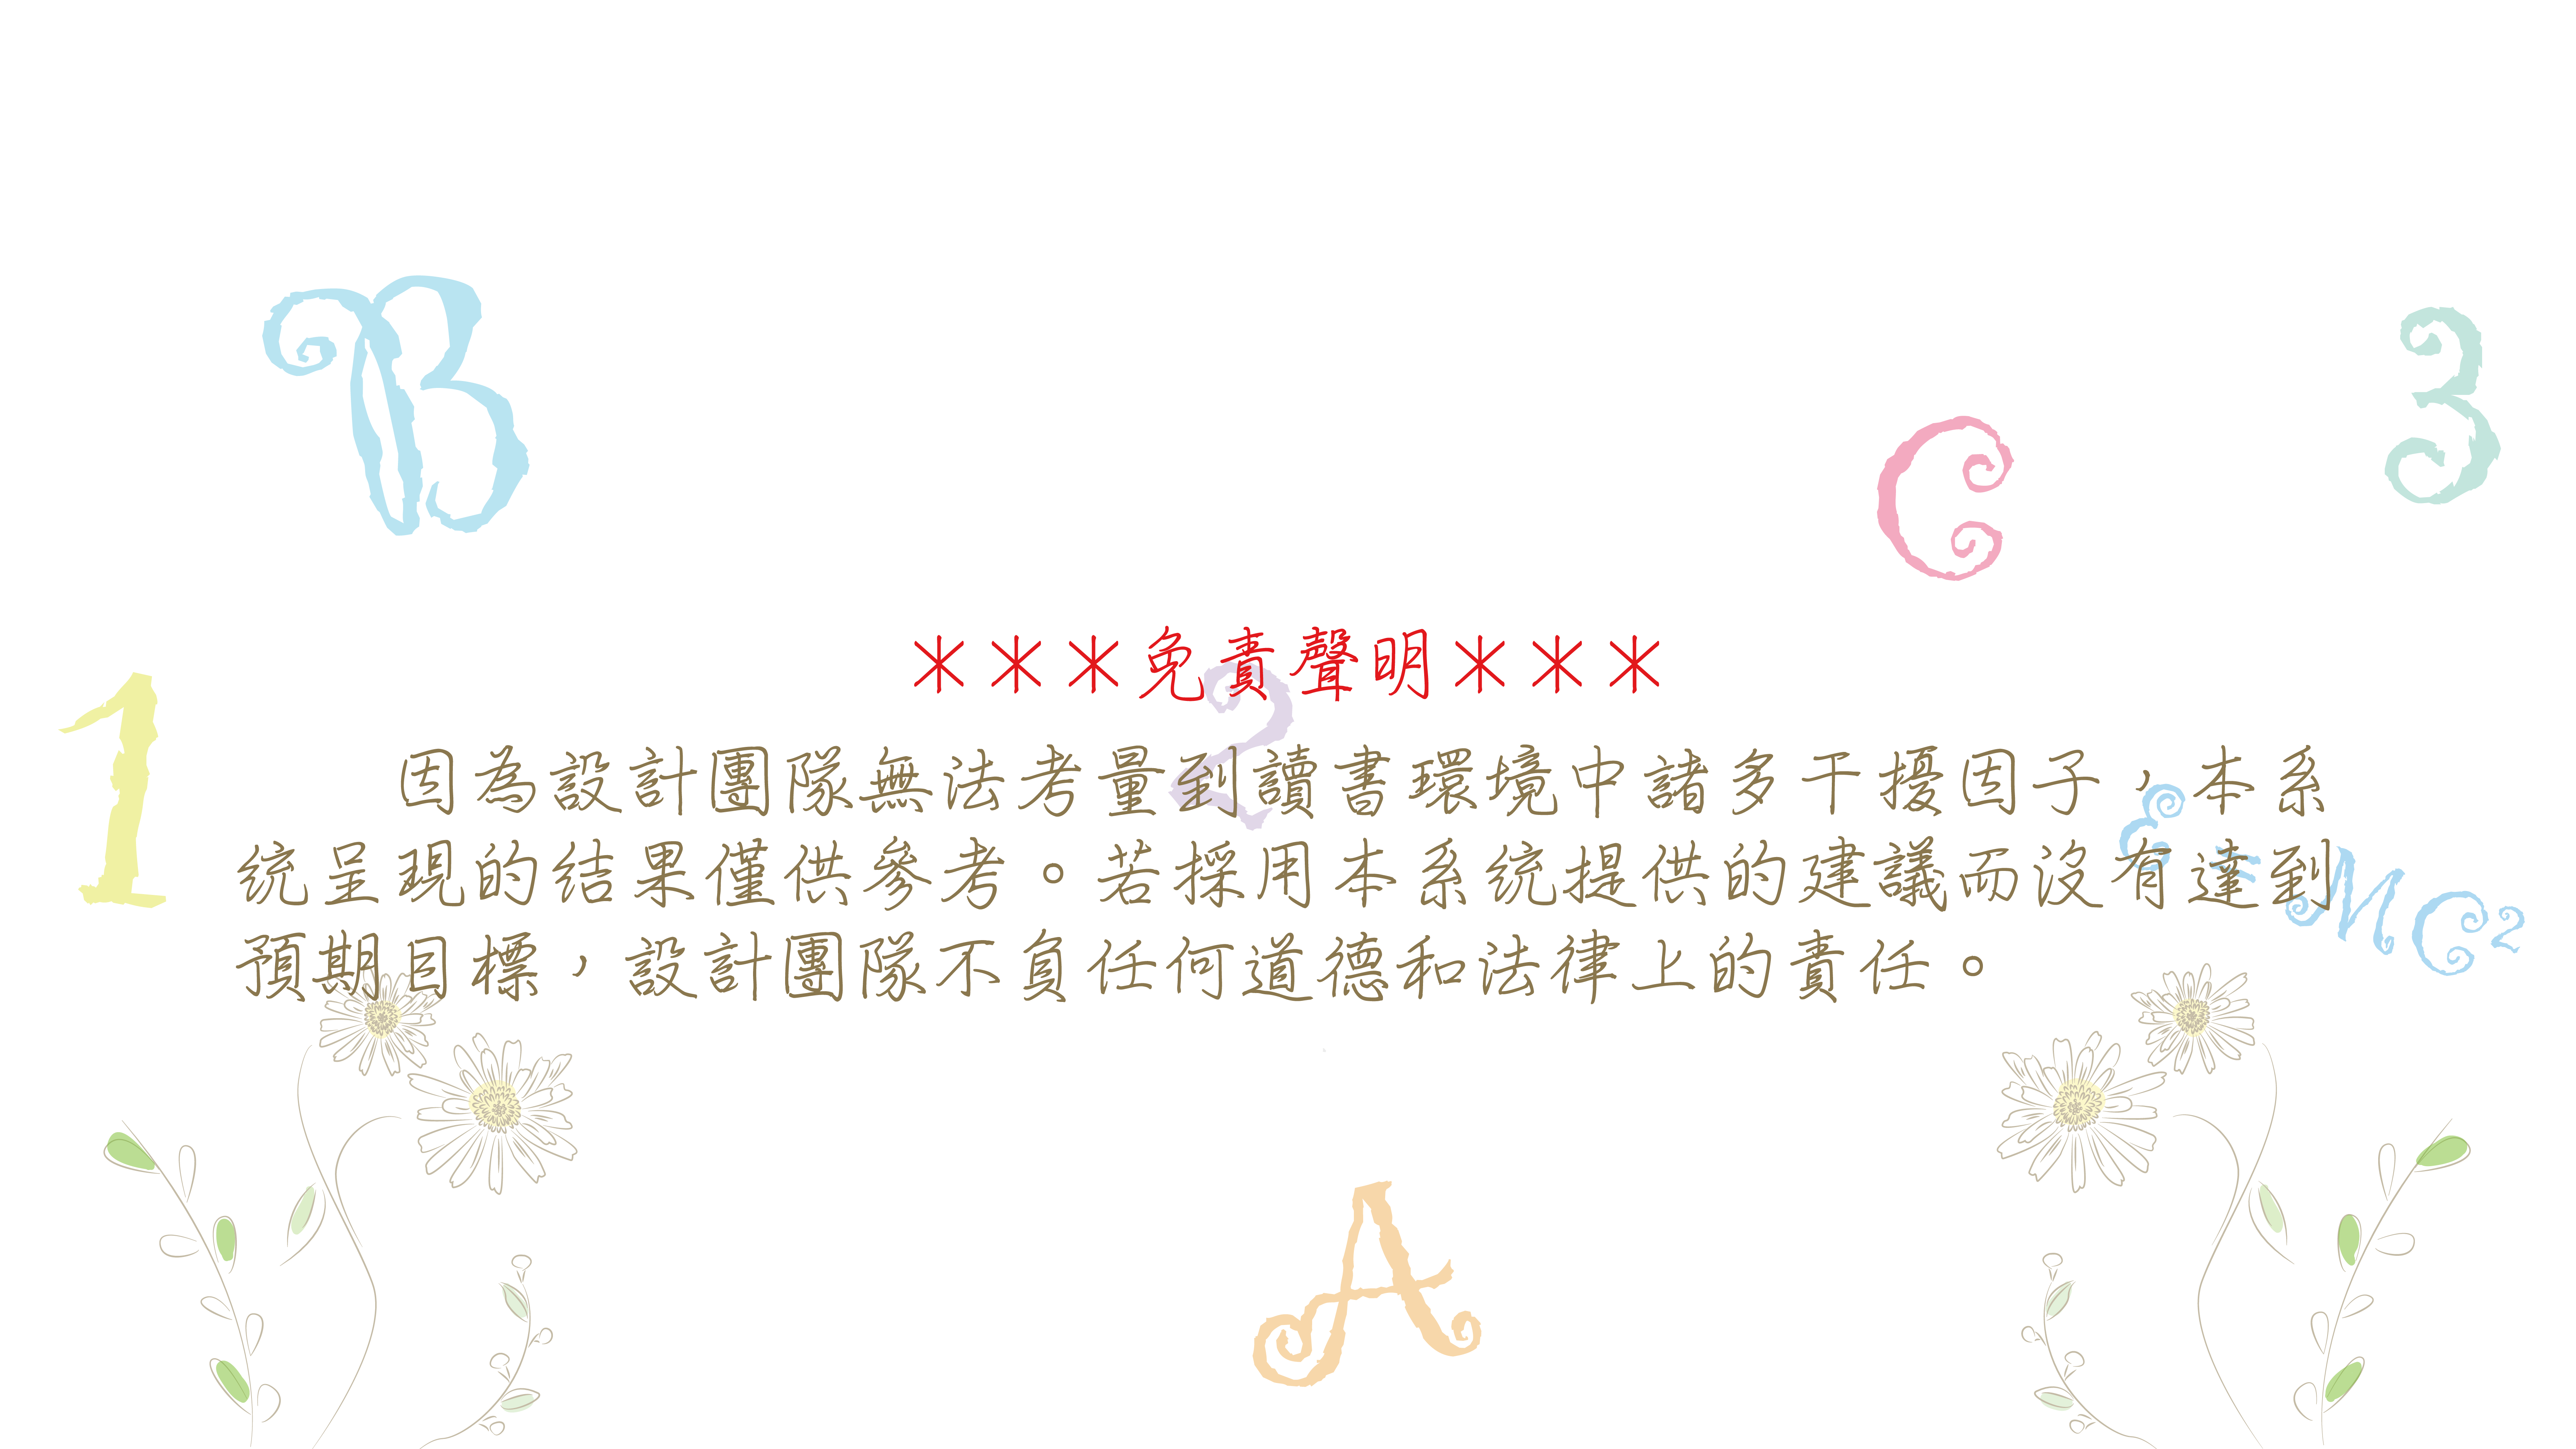 B
3
C
***免責聲明***
1
2
因為設計團隊無法考量到讀書環境中諸多干擾因子，本系
統呈現的結果僅供參考。若採用本系統提供的建議而沒有達到
預期目標，設計團隊不負任何道德和法律上的責任。
E=MC²
A